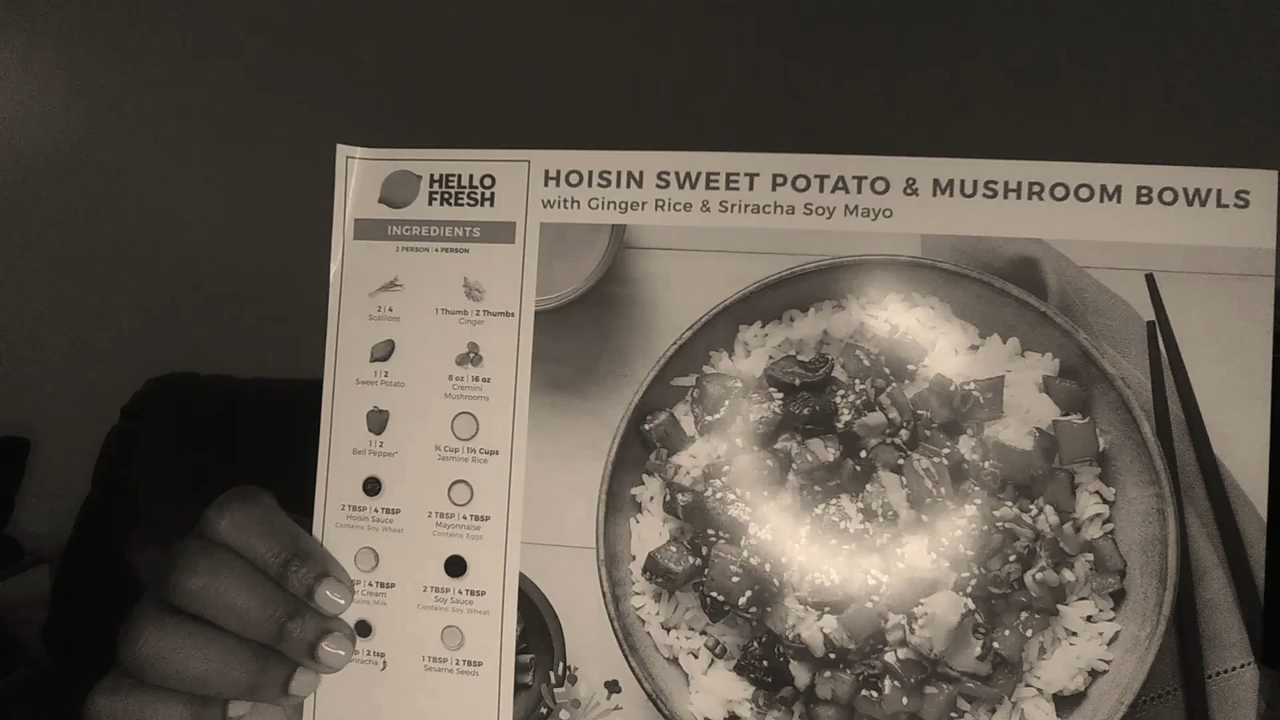 HELLO
FRESH
HOISIN SWEET POTATO & MUSHROOM BOWLS
with Ginger Rice & Sriracha Soy Mayo
INGREDIENTS
2 PERSON | 4 PERSON
2 | 4
Scallions
1 Thumb | 2 Thumbs
Ginger
1 | 2
Sweet Potato
8 oz | 16 oz
Cremini
Mushrooms
1 | 2
Bell Pepper*
¾ Cup | 1½ Cups
Jasmine Rice
2 TBSP | 4 TBSP
Hoisin Sauce
Contains: Soy, Wheat
2 TBSP | 4 TBSP
Mayonnaise
Contains: Eggs
4 TBSP
Cream
Milk
2 TBSP | 4 TBSP
Soy Sauce
Contains: Soy, Wheat
2 tsp
1 TBSP | 2 TBSP
Sesame Seeds